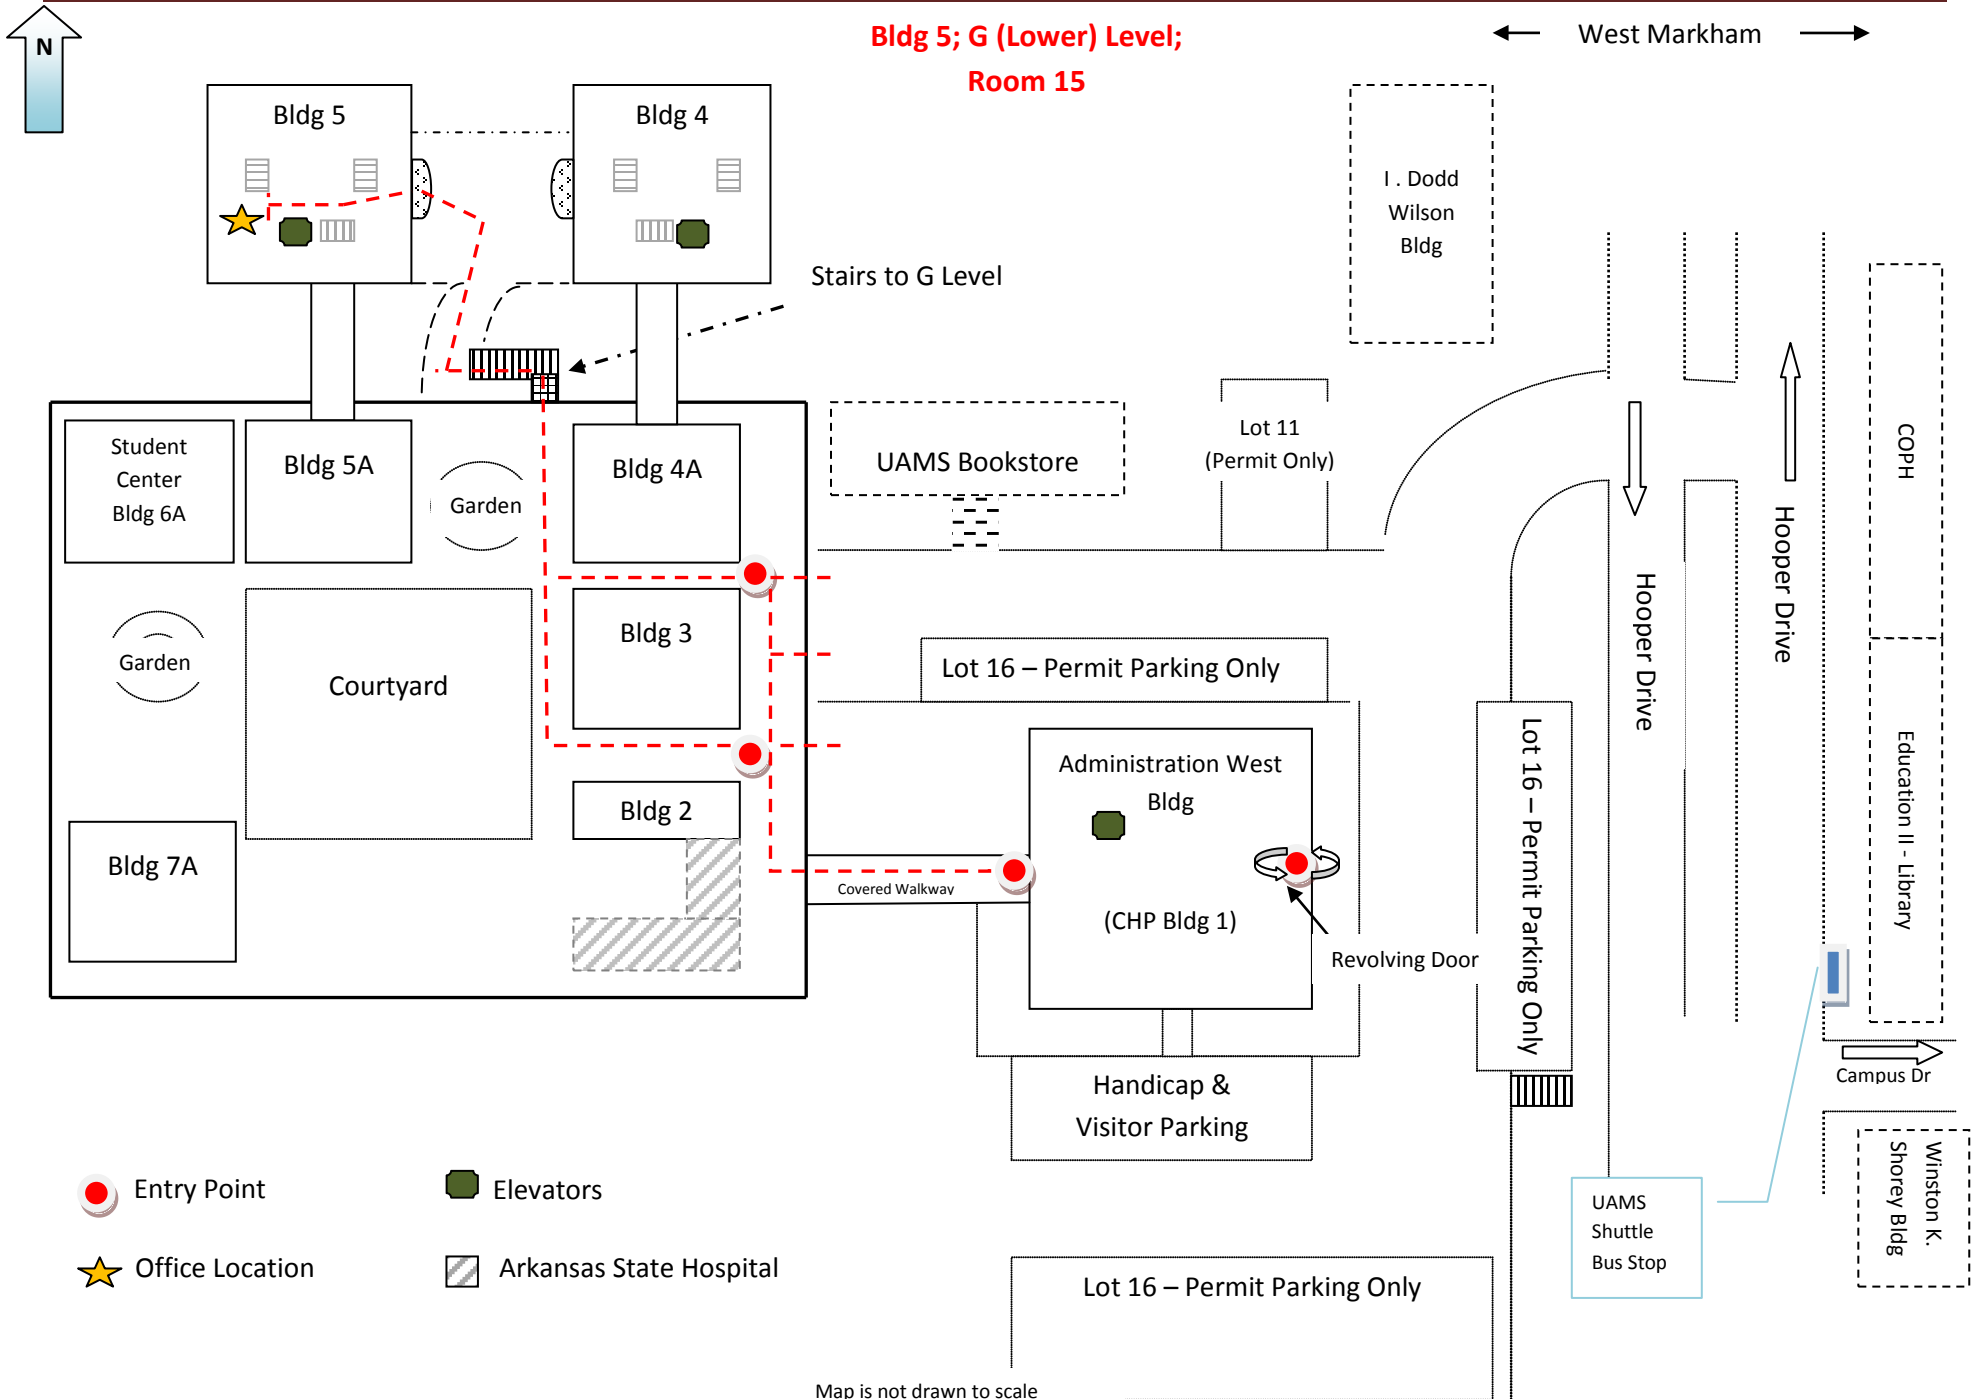 N
Bldg 5; G (Lower) Level;
Room 15
West Markham
Bldg 5
Bldg 4
I . Dodd
Wilson
Bldg
Stairs to G Level
Student
Center
Bldg 6A
Bldg 5A
Garden
Bldg 4A
UAMS Bookstore
Lot 11
(Permit Only)
COPH
Hooper Drive
Hooper Drive
Garden
Courtyard
Bldg 3
Lot 16 – Permit Parking Only
Lot 16 – Permit Parking Only
Education II - Library
Administration West
Bldg
Bldg 2
Bldg 7A
Covered Walkway
(CHP Bldg 1)
Revolving Door
Handicap &
Visitor Parking
Campus Dr
Winston K.
Shorey Bldg
Entry Point
Elevators
UAMS
Shuttle
Bus Stop
Office Location
Arkansas State Hospital
Lot 16 – Permit Parking Only
Map is not drawn to scale